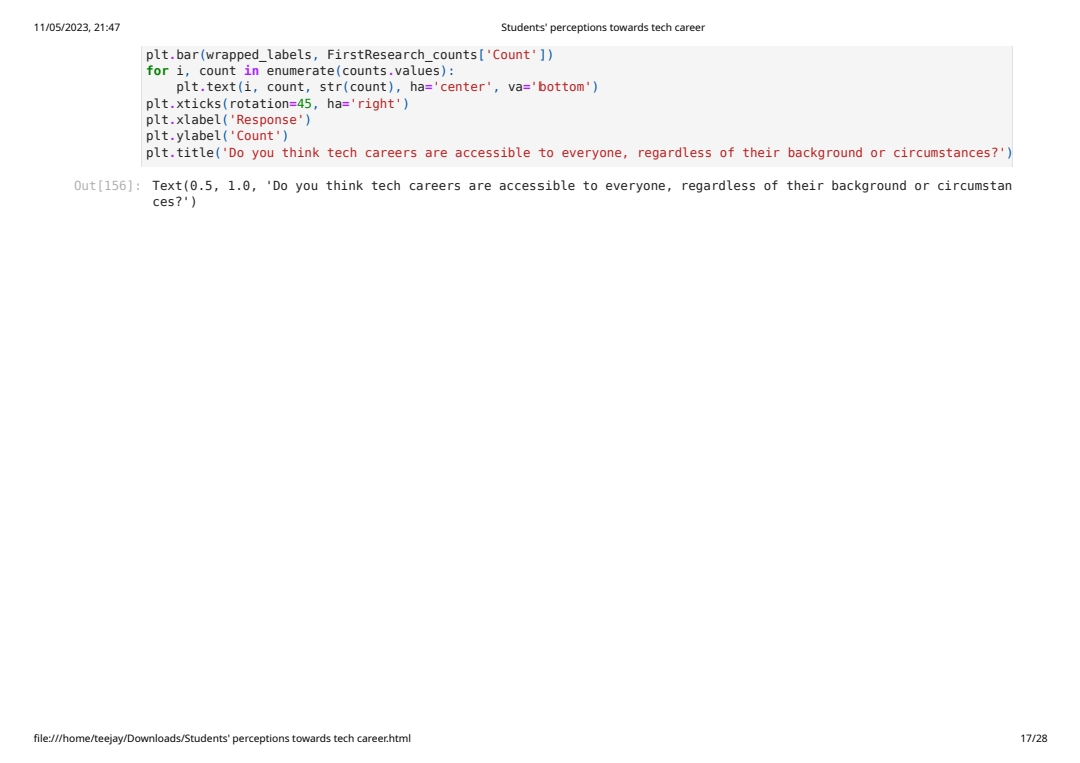 11/05/2023, 21:47 Students' perceptions towards tech career
plt.bar(wrapped_labels, FirstResearch_counts['Count'])
for i, count in enumerate(counts.values):
    plt.text(i, count, str(count), ha='center', va='bottom')
plt.xticks(rotation=45, ha='right')
plt.xlabel('Response')
plt.ylabel('Count')
plt.title('Do you think tech careers are accessible to everyone, regardless of their background or circumstances?')
Out[156]: Text(0.5, 1.0, 'Do you think tech careers are accessible to everyone, regardless of their background or circumstan
ces?')
file:///home/teejay/Downloads/Students' perceptions towards tech career.html 17/28